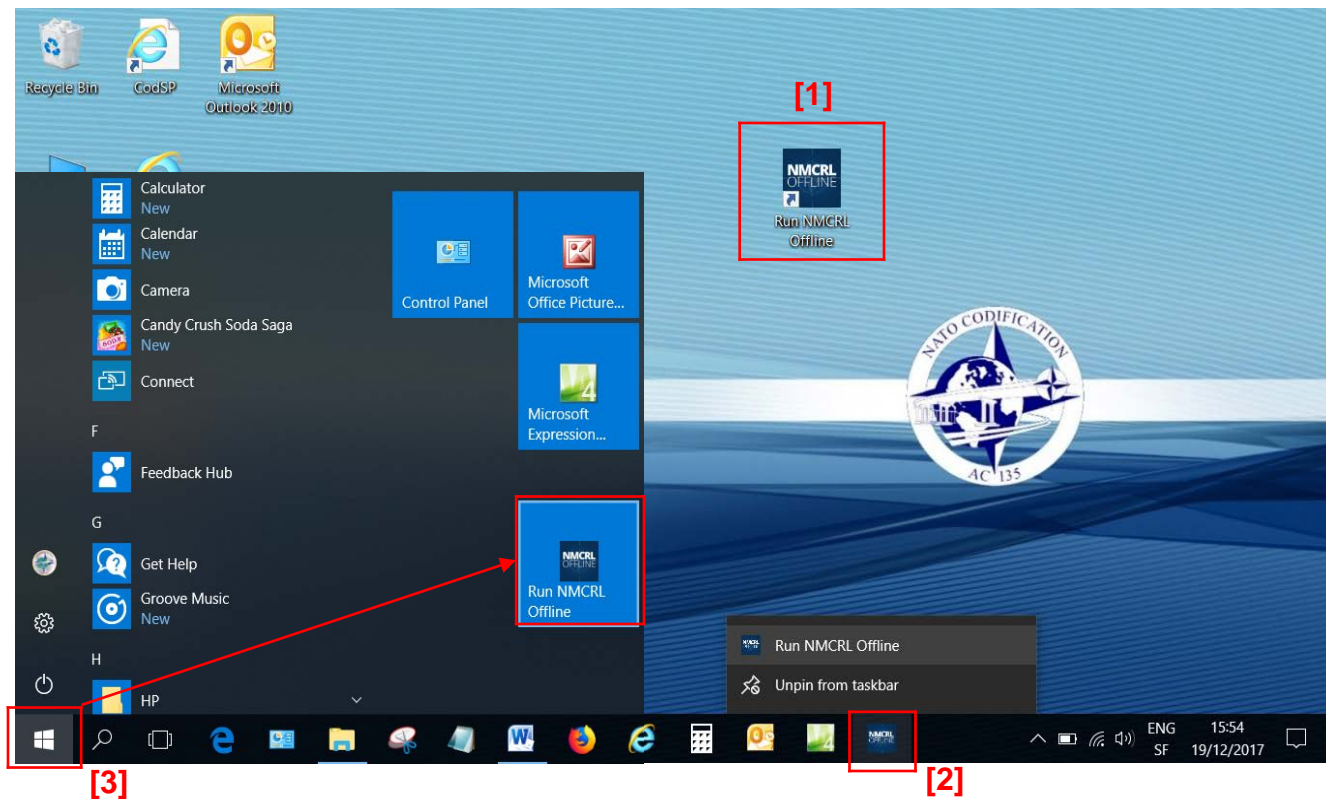 Recycle Bin
CodSP
Microsoft
Outlook 2010
[1]
NMCRL
OFFLINE
Run NMCRL
Offline
Calculator
New
Calendar
New
Camera
Candy Crush Soda Saga
New
Connect
F
Feedback Hub
G
Get Help
Groove Music
New
H
HP
Control Panel
Microsoft
Office Picture...
4
Microsoft
Expression...
NMCRL
OFFLINE
Run NMCRL
Offline
NATO CODIFICATION
AC 135
Run NMCRL Offline
Unpin from taskbar
NMCRL
OFFLINE
ENG
SF
15:54
19/12/2017
[3]
[2]